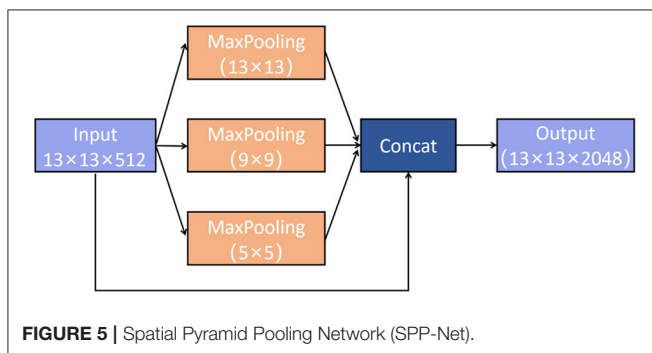 MaxPooling
(13×13)
Input
13×13×512
MaxPooling
(9×9)
Concat
Output
(13×13×2048)
MaxPooling
(5×5)
FIGURE 5 | Spatial Pyramid Pooling Network (SPP-Net).